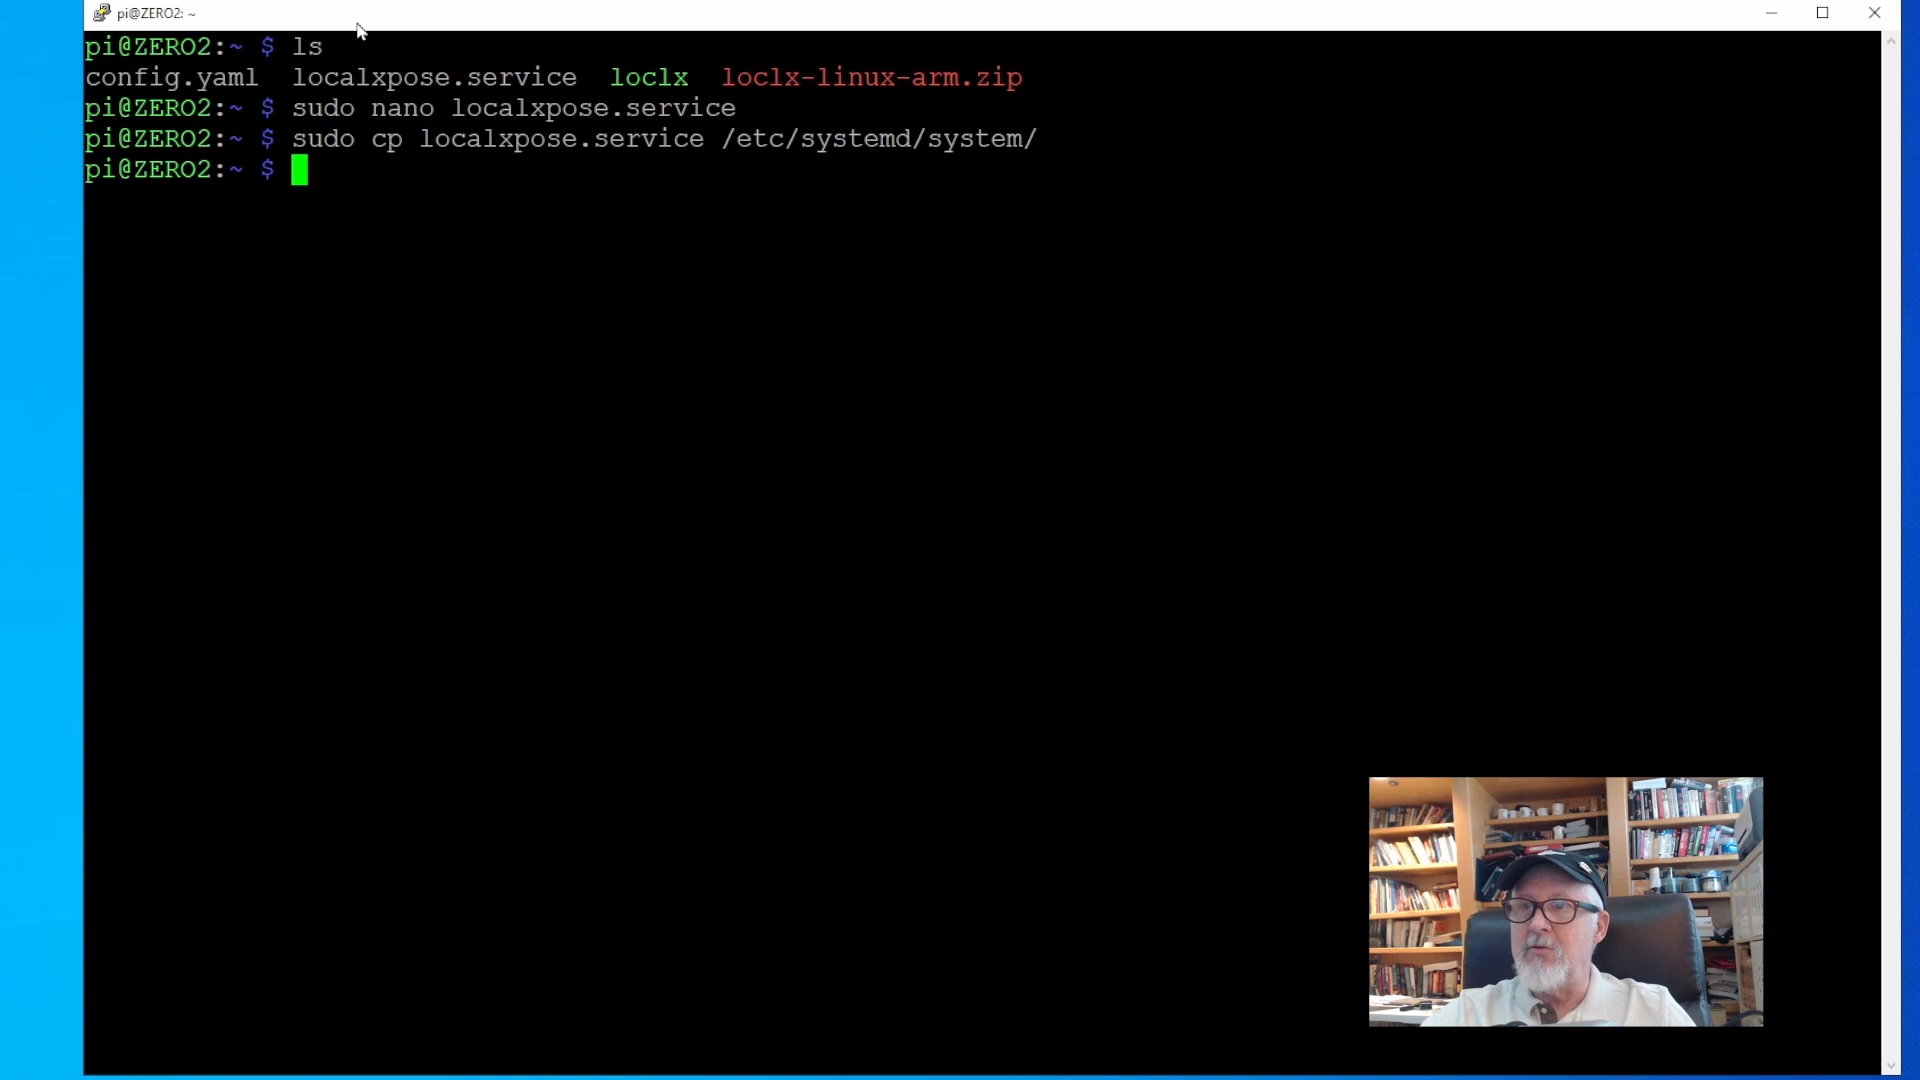 pi@ZERO2: ~
pi@ZERO2:~ $ ls
config.yaml  localxpose.service  loclx  loclx-linux-arm.zip
pi@ZERO2:~ $ sudo nano localxpose.service
pi@ZERO2:~ $ sudo cp localxpose.service /etc/systemd/system/
pi@ZERO2:~ $